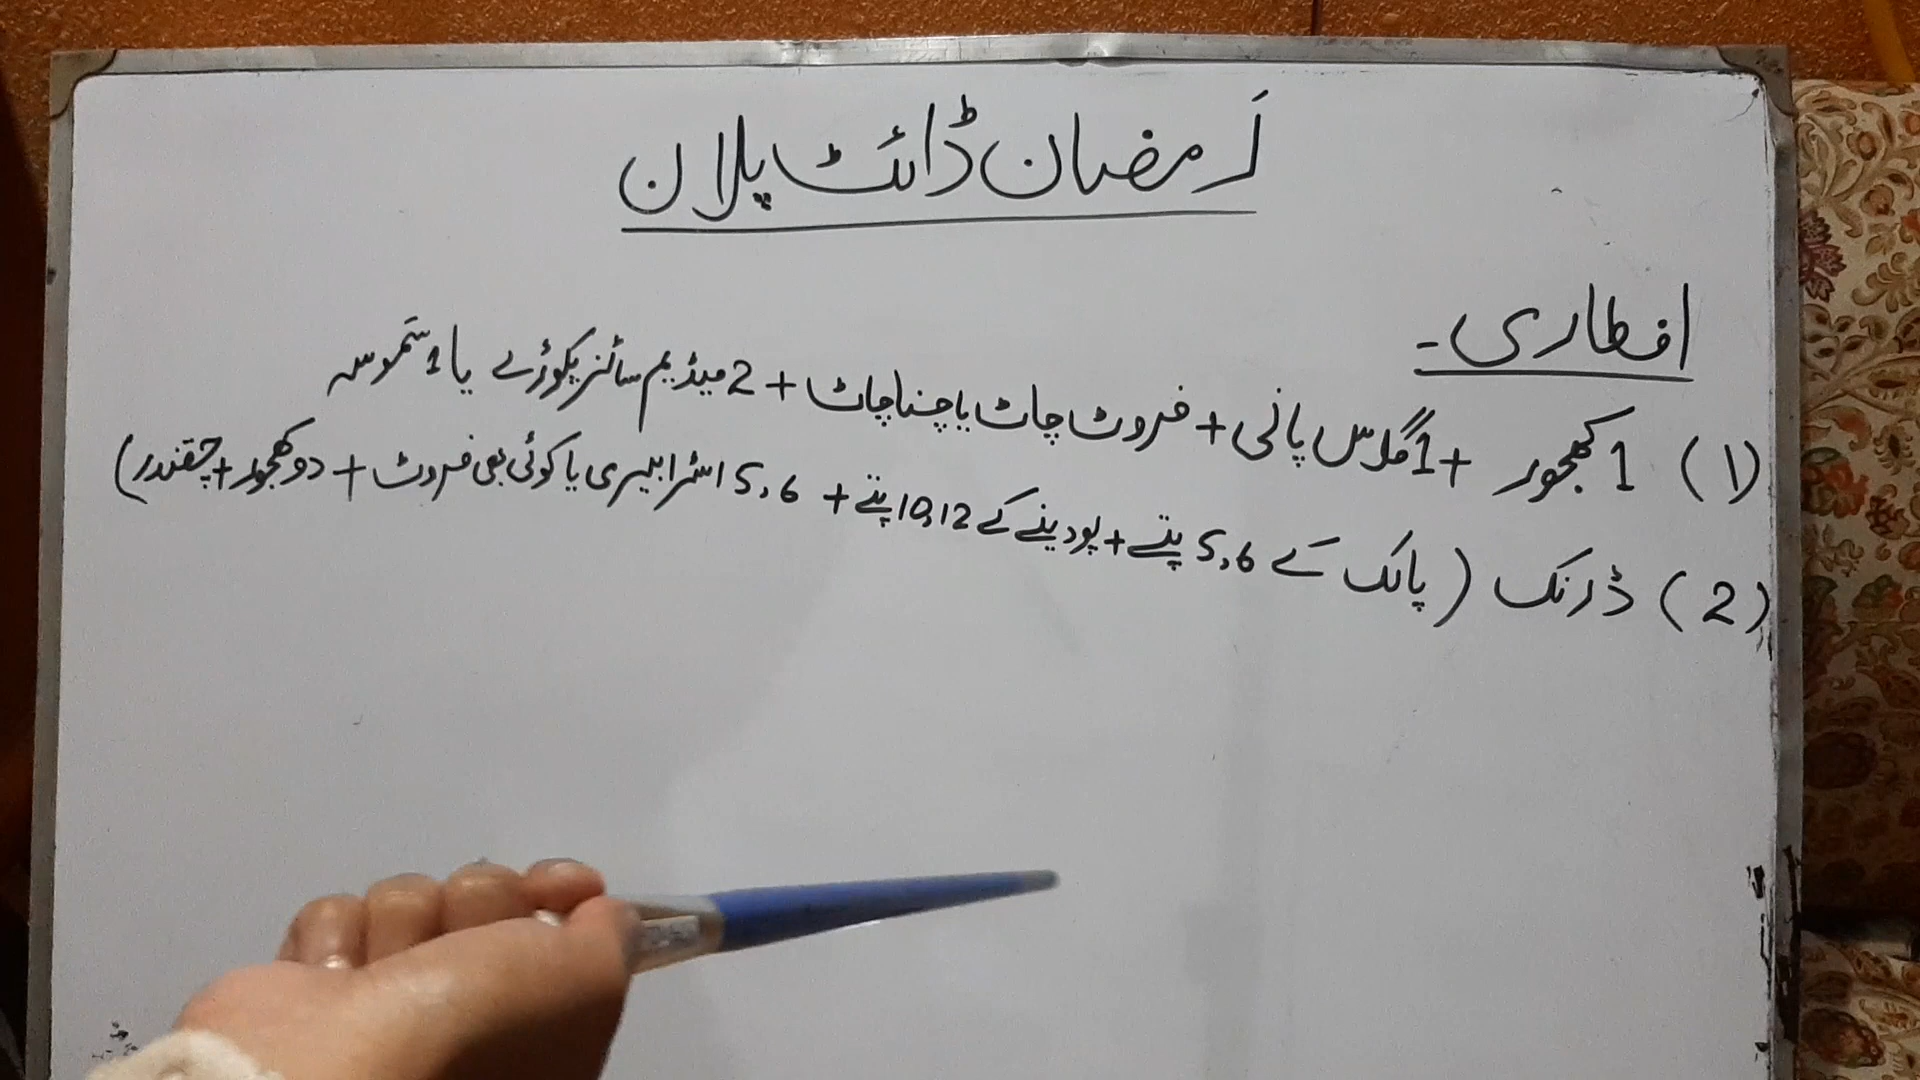 رمضان ڈائٹ پلان
افطاری۔
(۱) 1 کھجور + 1 گلاس پانی + فروٹ چاٹ یا چنا چاٹ + 2 میڈیم سائز پکوڑے یا 1 سموسہ
(2) ڈرنک (پالک کے 5,6 پتے + پودینے کے 10,12 پتے + 5,6 اسٹرابیری یا کوئی بھی فروٹ + دو کھجور + چقندر)